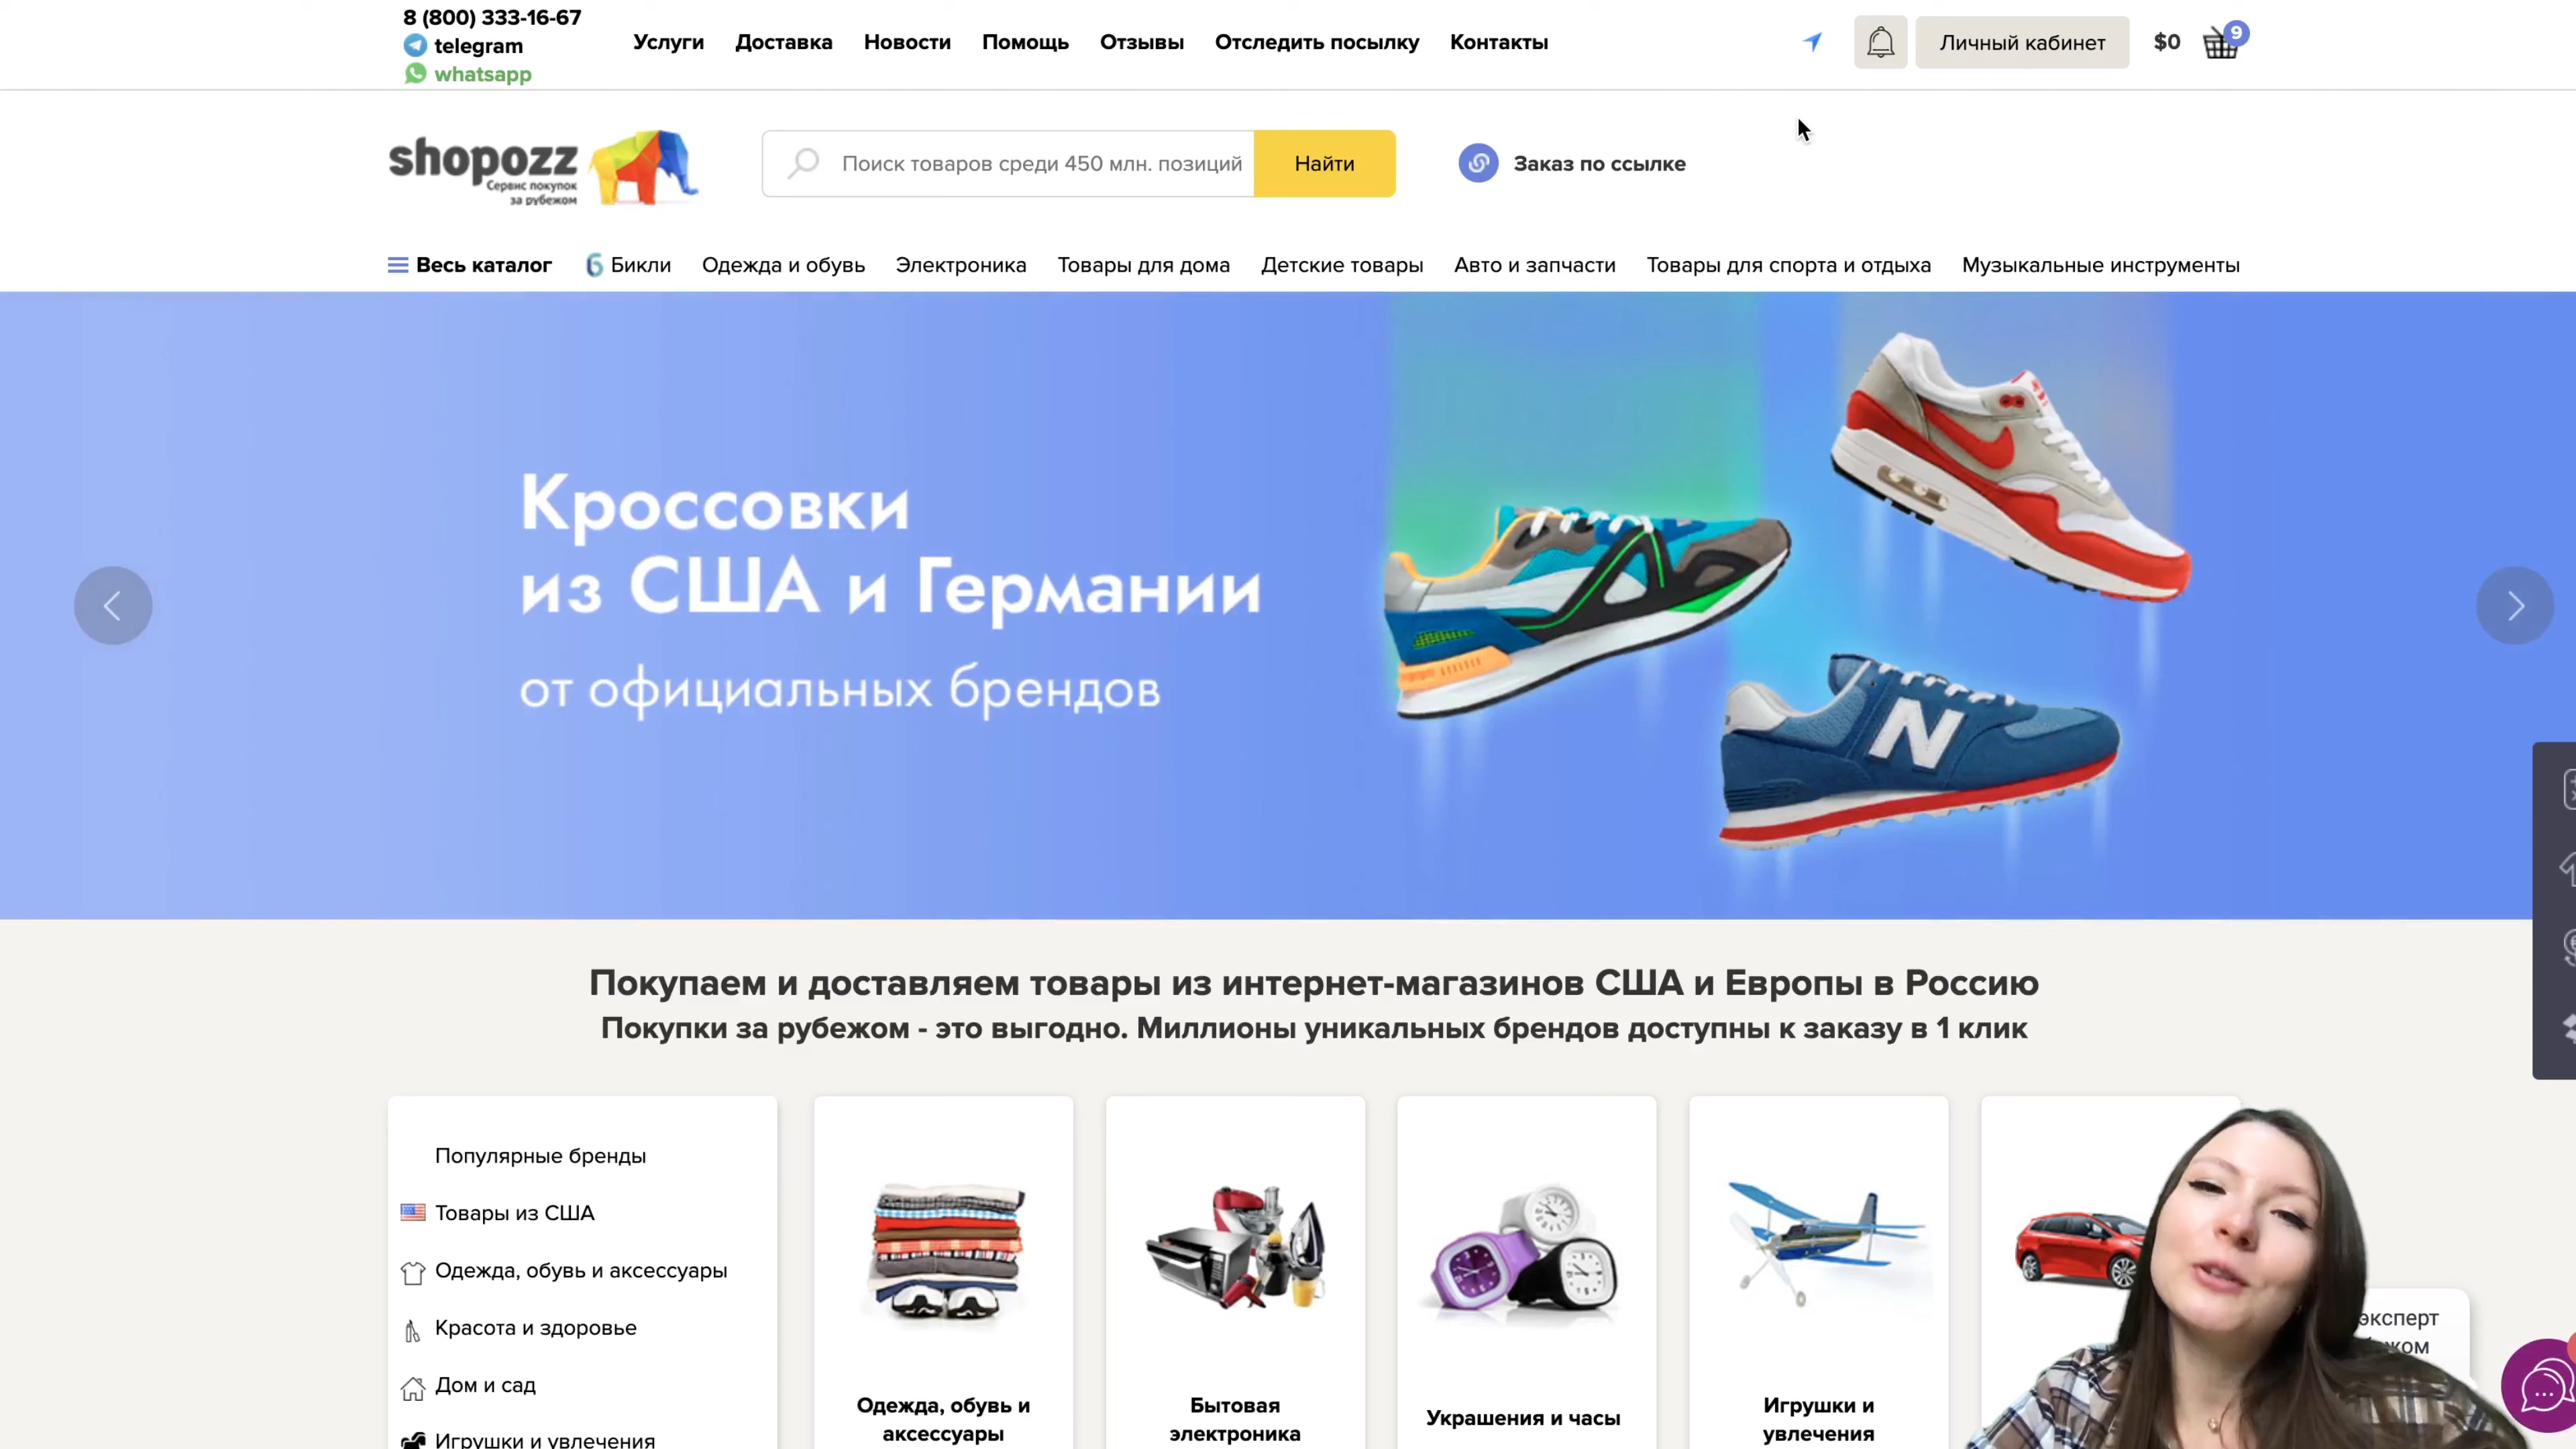 8 (800) 333-16-67
telegram
whatsapp
Услуги Доставка Новости Помощь Отзывы Отследить посылку Контакты
Личный кабинет
$0
9
shopozz
Сервис покупок
за рубежом
Поиск товаров среди 450 млн. позиций
Найти
Заказ по ссылке
Весь каталог Бикли Одежда и обувь Электроника Товары для дома Детские товары Авто и запчасти Товары для спорта и отдыха Музыкальные инструменты
Кроссовки
из США и Германии
от официальных брендов
N
Покупаем и доставляем товары из интернет-магазинов США и Европы в Россию
Покупки за рубежом - это выгодно. Миллионы уникальных брендов доступны к заказу в 1 клик
Популярные бренды
Товары из США
Одежда, обувь и аксессуары
Красота и здоровье
Дом и сад
Игрушки и увлечения
Одежда, обувь и
аксессуары
Бытовая
электроника
Украшения и часы
Игрушки и
увлечения
эксперт